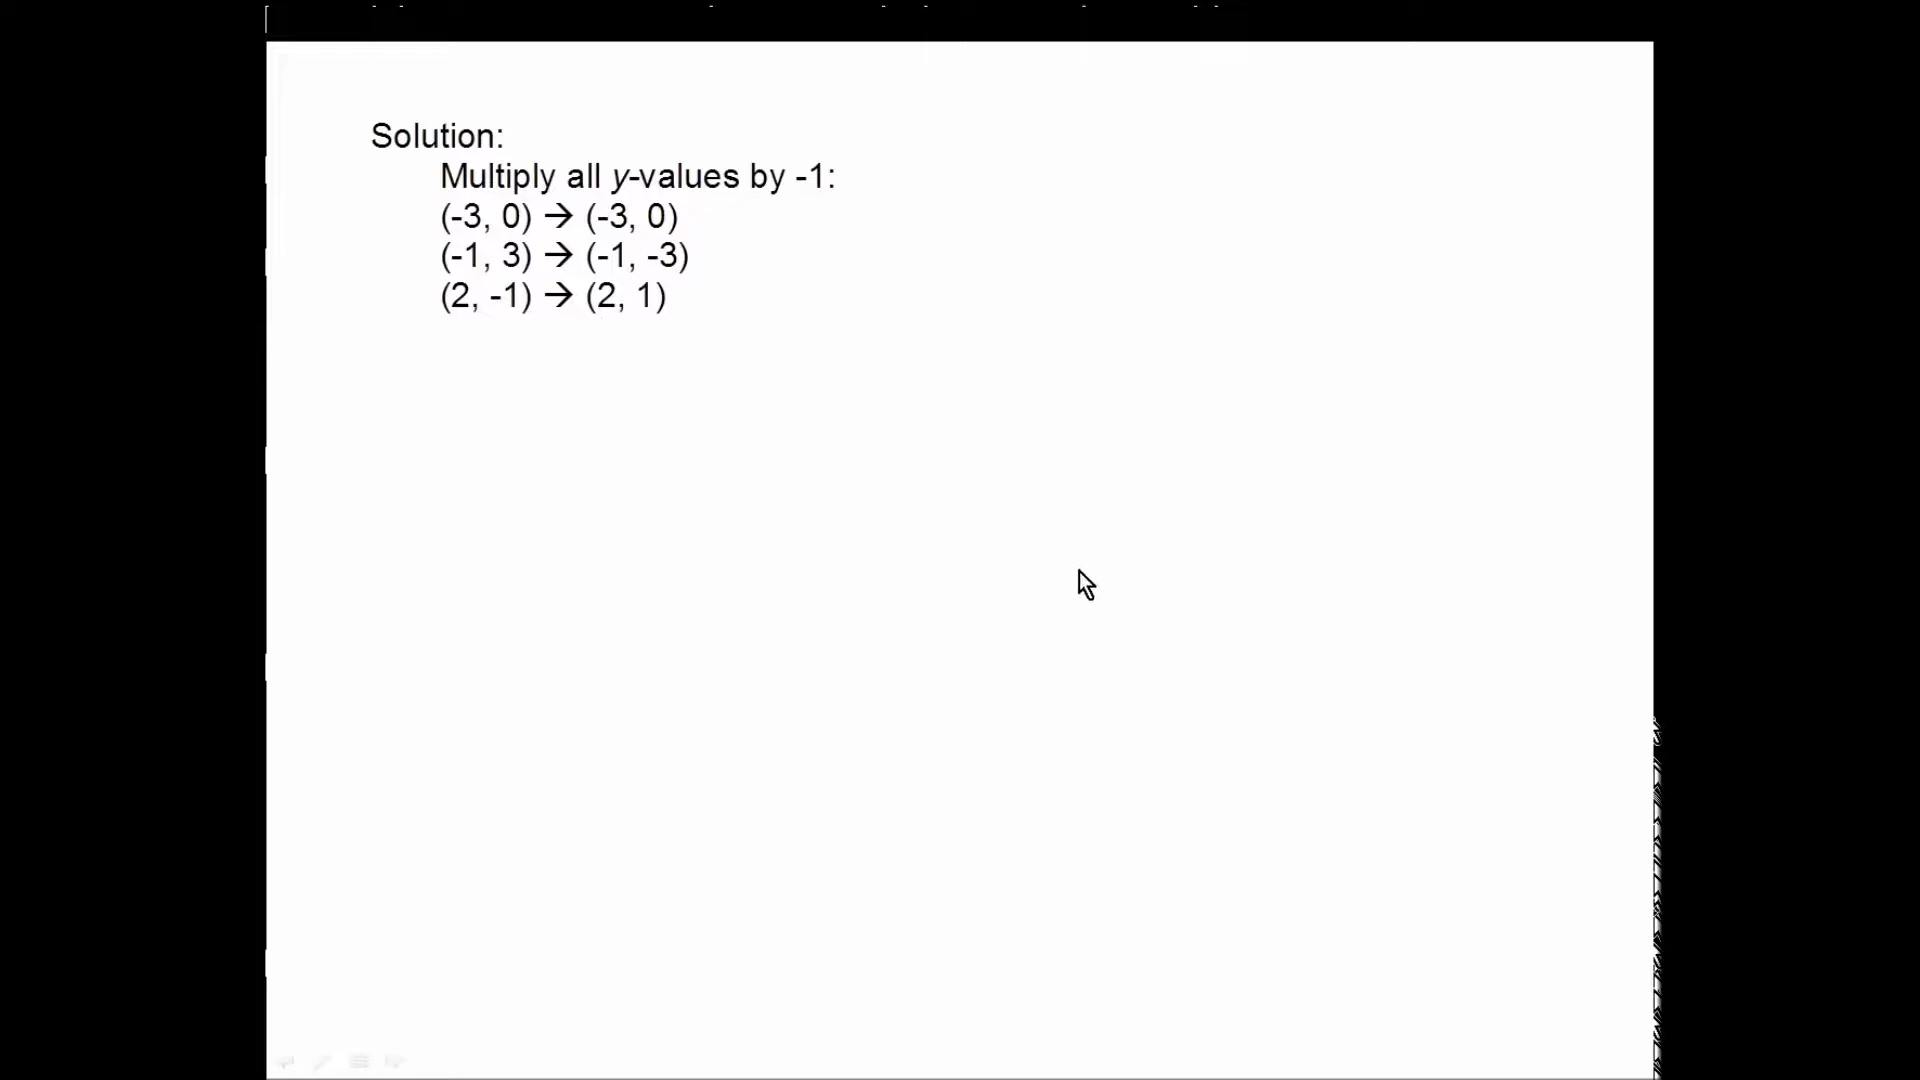 Solution:
Multiply all y-values by -1:
(-3, 0) → (-3, 0)
(-1, 3) → (-1, -3)
(2, -1) → (2, 1)